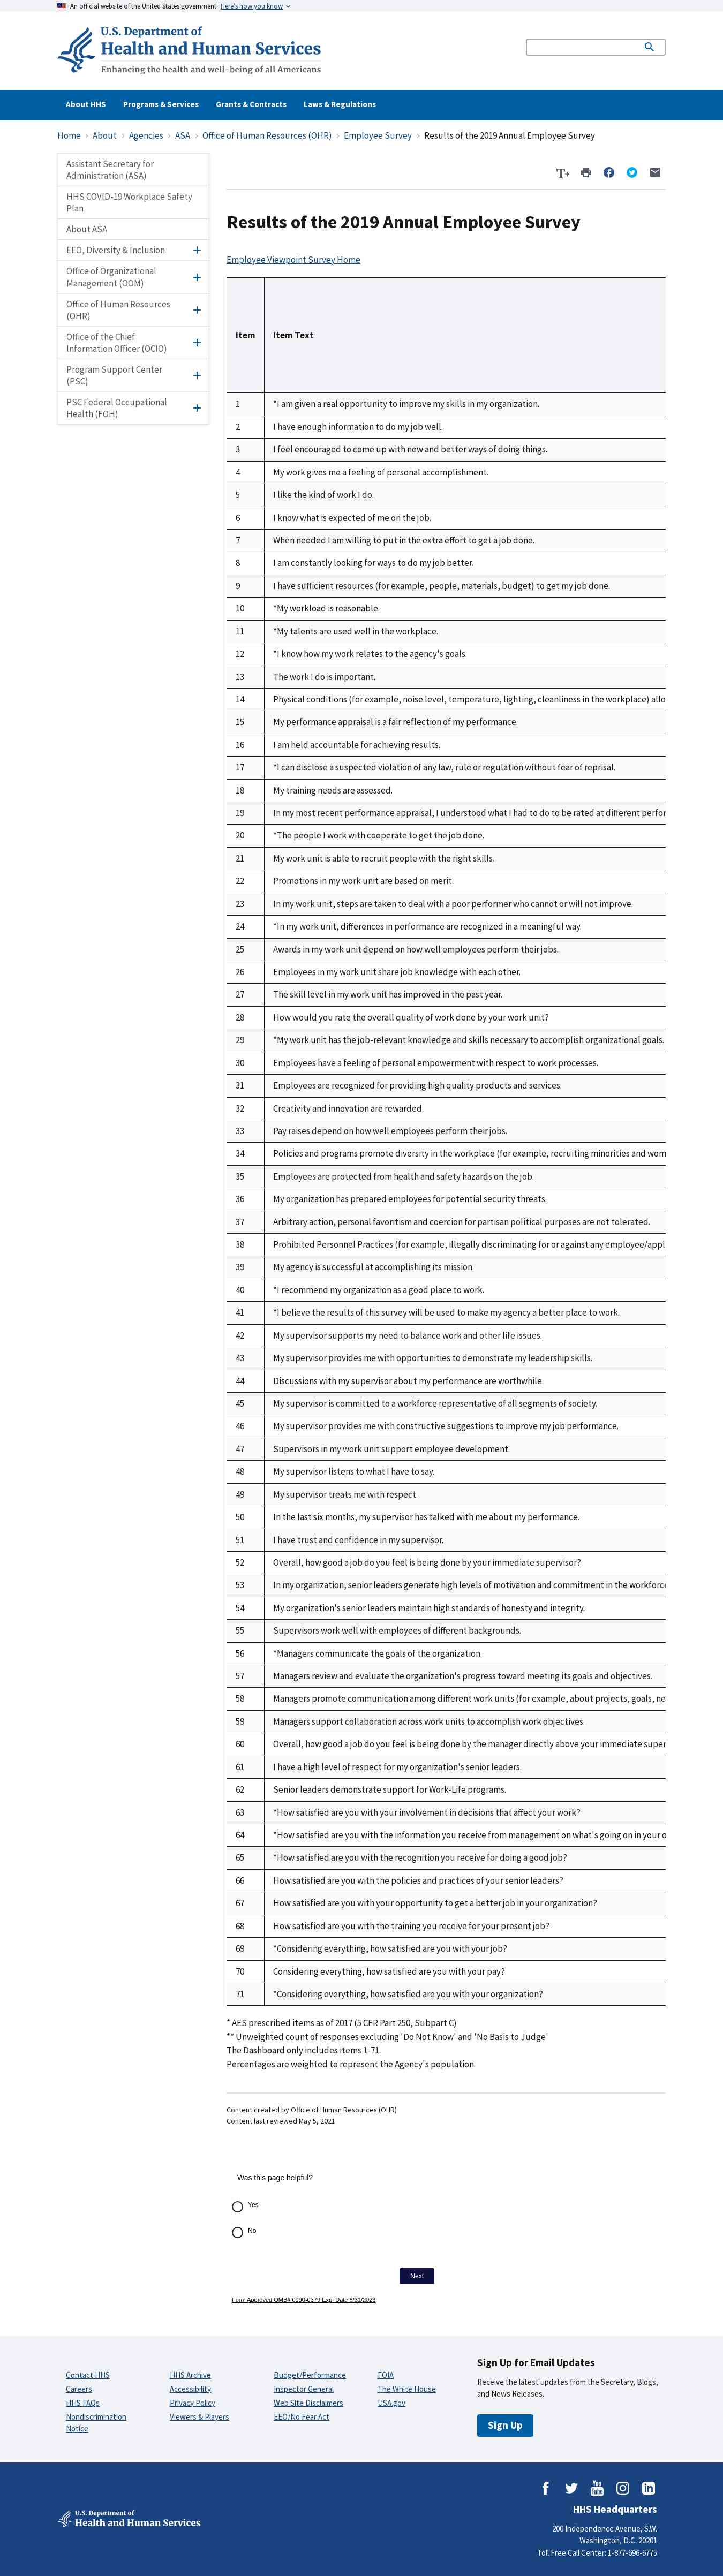 An official website of the United States government Here's how you know
U.S. Department of
Health and Human Services
Enhancing the health and well-being of all Americans
About HHS Programs & Services Grants & Contracts Laws & Regulations
Home > About > Agencies > ASA > Office of Human Resources (OHR) > Employee Survey > Results of the 2019 Annual Employee Survey
Assistant Secretary for
Administration (ASA)
HHS COVID-19 Workplace Safety
Plan
About ASA
EEO, Diversity & Inclusion
Office of Organizational
Management (OOM)
Office of Human Resources
(OHR)
Office of the Chief
Information Officer (OCIO)
Program Support Center
(PSC)
PSC Federal Occupational
Health (FOH)
T+
Results of the 2019 Annual Employee Survey
Employee Viewpoint Survey Home
Item Item Text
1 *I am given a real opportunity to improve my skills in my organization.
2 I have enough information to do my job well.
3 I feel encouraged to come up with new and better ways of doing things.
4 My work gives me a feeling of personal accomplishment.
5 I like the kind of work I do.
6 I know what is expected of me on the job.
7 When needed I am willing to put in the extra effort to get a job done.
8 I am constantly looking for ways to do my job better.
9 I have sufficient resources (for example, people, materials, budget) to get my job done.
10 *My workload is reasonable.
11 *My talents are used well in the workplace.
12 *I know how my work relates to the agency's goals.
13 The work I do is important.
14 Physical conditions (for example, noise level, temperature, lighting, cleanliness in the workplace) allo
15 My performance appraisal is a fair reflection of my performance.
16 I am held accountable for achieving results.
17 *I can disclose a suspected violation of any law, rule or regulation without fear of reprisal.
18 My training needs are assessed.
19 In my most recent performance appraisal, I understood what I had to do to be rated at different perfor
20 *The people I work with cooperate to get the job done.
21 My work unit is able to recruit people with the right skills.
22 Promotions in my work unit are based on merit.
23 In my work unit, steps are taken to deal with a poor performer who cannot or will not improve.
24 *In my work unit, differences in performance are recognized in a meaningful way.
25 Awards in my work unit depend on how well employees perform their jobs.
26 Employees in my work unit share job knowledge with each other.
27 The skill level in my work unit has improved in the past year.
28 How would you rate the overall quality of work done by your work unit?
29 *My work unit has the job-relevant knowledge and skills necessary to accomplish organizational goals.
30 Employees have a feeling of personal empowerment with respect to work processes.
31 Employees are recognized for providing high quality products and services.
32 Creativity and innovation are rewarded.
33 Pay raises depend on how well employees perform their jobs.
34 Policies and programs promote diversity in the workplace (for example, recruiting minorities and wom
35 Employees are protected from health and safety hazards on the job.
36 My organization has prepared employees for potential security threats.
37 Arbitrary action, personal favoritism and coercion for partisan political purposes are not tolerated.
38 Prohibited Personnel Practices (for example, illegally discriminating for or against any employee/appl
39 My agency is successful at accomplishing its mission.
40 *I recommend my organization as a good place to work.
41 *I believe the results of this survey will be used to make my agency a better place to work.
42 My supervisor supports my need to balance work and other life issues.
43 My supervisor provides me with opportunities to demonstrate my leadership skills.
44 Discussions with my supervisor about my performance are worthwhile.
45 My supervisor is committed to a workforce representative of all segments of society.
46 My supervisor provides me with constructive suggestions to improve my job performance.
47 Supervisors in my work unit support employee development.
48 My supervisor listens to what I have to say.
49 My supervisor treats me with respect.
50 In the last six months, my supervisor has talked with me about my performance.
51 I have trust and confidence in my supervisor.
52 Overall, how good a job do you feel is being done by your immediate supervisor?
53 In my organization, senior leaders generate high levels of motivation and commitment in the workforce
54 My organization's senior leaders maintain high standards of honesty and integrity.
55 Supervisors work well with employees of different backgrounds.
56 *Managers communicate the goals of the organization.
57 Managers review and evaluate the organization's progress toward meeting its goals and objectives.
58 Managers promote communication among different work units (for example, about projects, goals, ne
59 Managers support collaboration across work units to accomplish work objectives.
60 Overall, how good a job do you feel is being done by the manager directly above your immediate super
61 I have a high level of respect for my organization's senior leaders.
62 Senior leaders demonstrate support for Work-Life programs.
63 *How satisfied are you with your involvement in decisions that affect your work?
64 *How satisfied are you with the information you receive from management on what's going on in your o
65 *How satisfied are you with the recognition you receive for doing a good job?
66 How satisfied are you with the policies and practices of your senior leaders?
67 How satisfied are you with your opportunity to get a better job in your organization?
68 How satisfied are you with the training you receive for your present job?
69 *Considering everything, how satisfied are you with your job?
70 Considering everything, how satisfied are you with your pay?
71 *Considering everything, how satisfied are you with your organization?
* AES prescribed items as of 2017 (5 CFR Part 250, Subpart C)
** Unweighted count of responses excluding 'Do Not Know' and 'No Basis to Judge'
The Dashboard only includes items 1-71.
Percentages are weighted to represent the Agency's population.
Content created by Office of Human Resources (OHR)
Content last reviewed May 5, 2021
Was this page helpful?
Yes
No
Next
Form Approved OMB# 0990-0379 Exp. Date 8/31/2023
Contact HHS
Careers
HHS FAQs
Nondiscrimination
Notice
HHS Archive
Accessibility
Privacy Policy
Viewers & Players
Budget/Performance
Inspector General
Web Site Disclaimers
EEO/No Fear Act
FOIA
The White House
USA.gov
Sign Up for Email Updates
Receive the latest updates from the Secretary, Blogs,
and News Releases.
Sign Up
U.S. Department of
Health and Human Services
You Tube
HHS Headquarters
200 Independence Avenue, S.W.
Washington, D.C. 20201
Toll Free Call Center: 1-877-696-6775